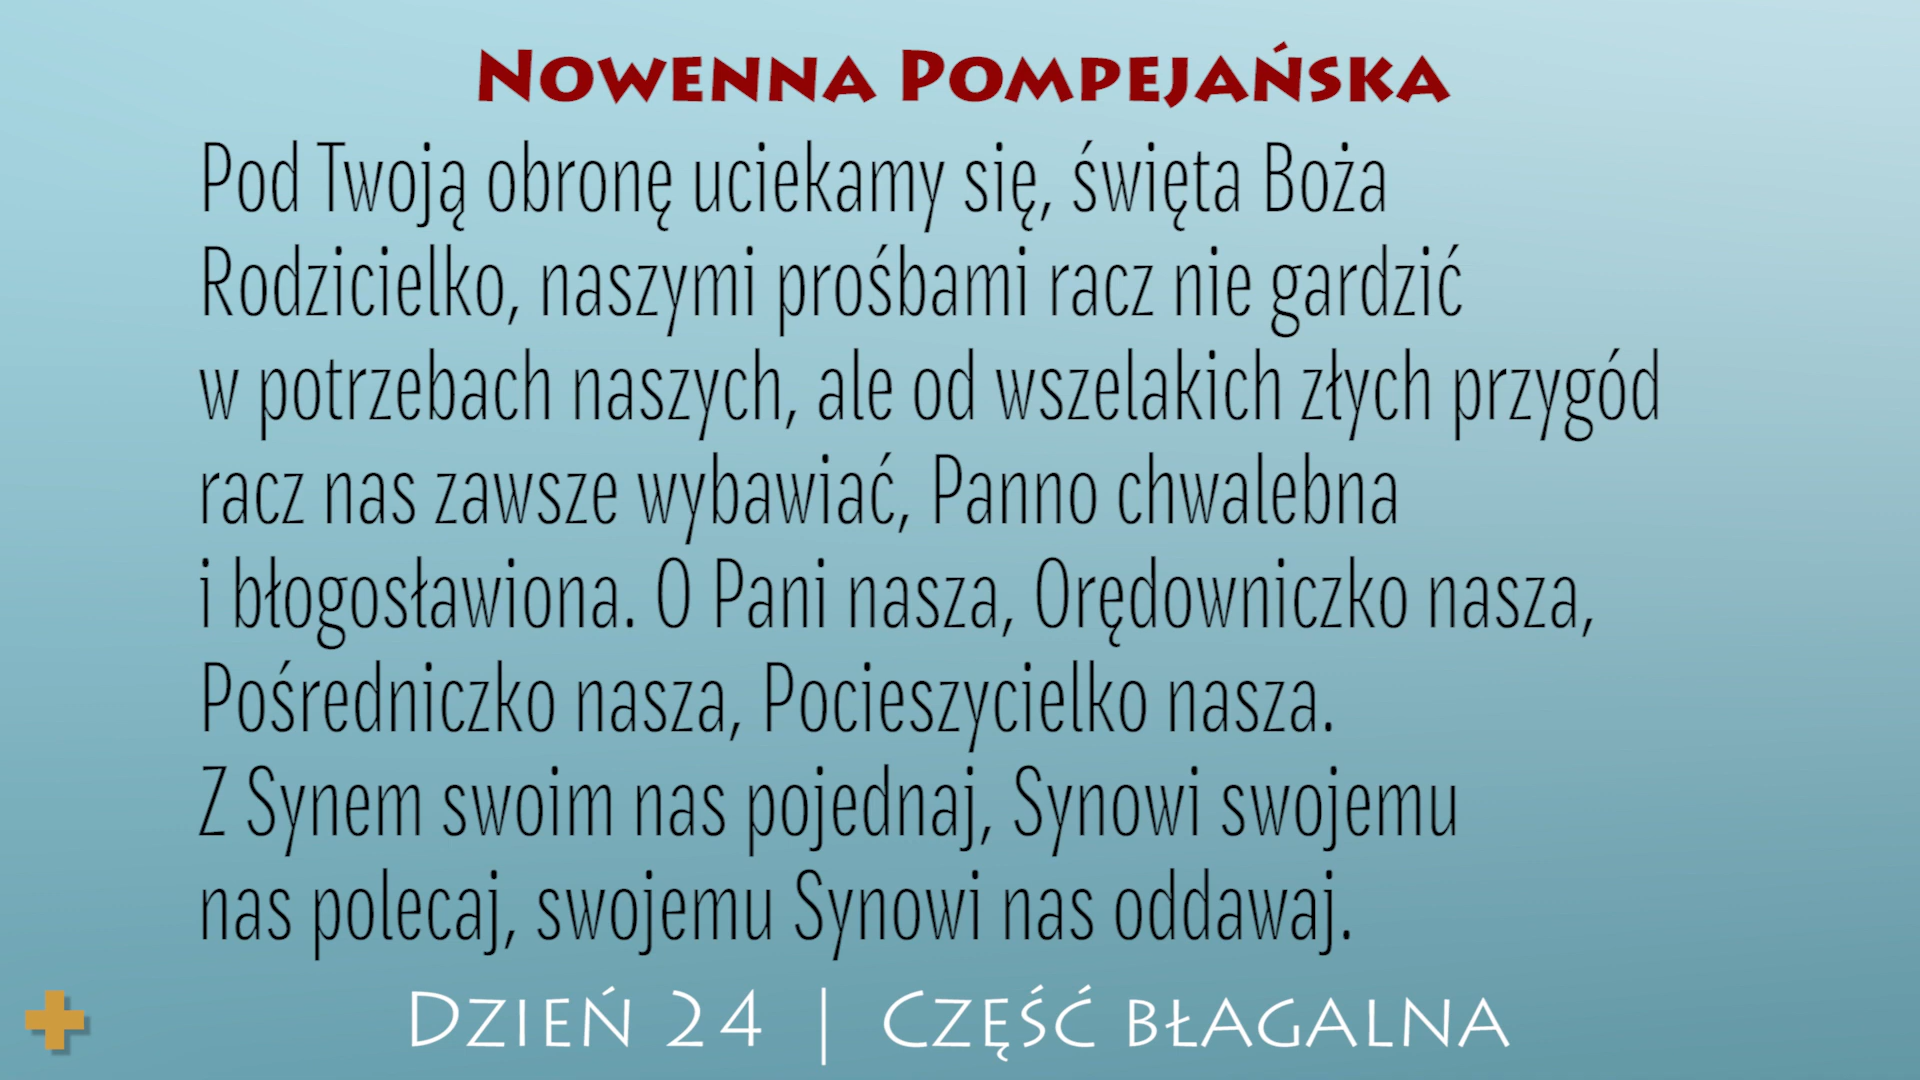 Nowenna Pompejańska
Pod Twoją obronę uciekamy się, święta Boża
Rodzicielko, naszymi prośbami racz nie gardzić
w potrzebach naszych, ale od wszelakich złych przygód
racz nas zawsze wybawiać, Panno chwalebna
i błogosławiona. O Pani nasza, Orędowniczko nasza,
Pośredniczko nasza, Pocieszycielko nasza.
Z Synem swoim nas pojednaj, Synowi swojemu
nas polecaj, swojemu Synowi nas oddawaj.
Dzień 24 | Część błagalna